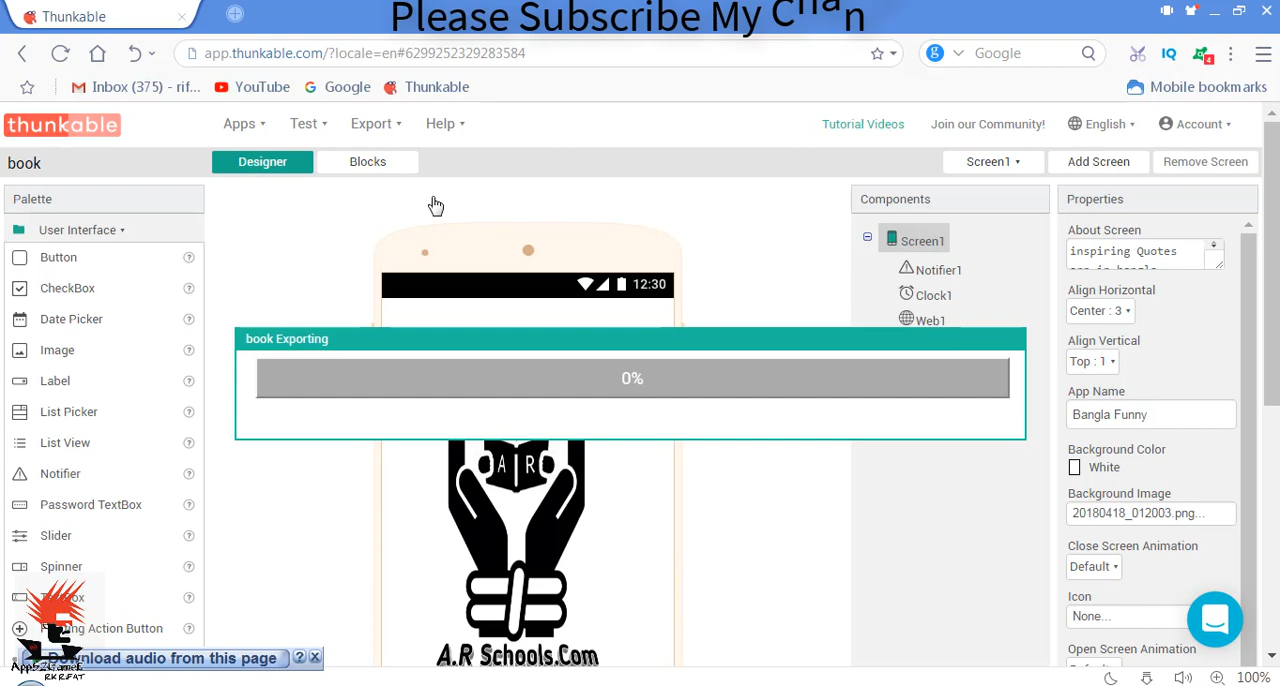 Thunkable
Please Subscribe My Chan
app.thunkable.com/?locale=en#6299252329283584
g Google
IQ
4
Inbox (375) - rif... YouTube Google Thunkable
Mobile bookmarks
thunkable Apps Test Export Help
Tutorial Videos Join our Community! English Account
book Designer Blocks Screen1 Add Screen Remove Screen
Palette
User Interface
Button ?
CheckBox ?
Date Picker ?
Image ?
Label ?
List Picker ?
List View ?
Notifier ?
Password TextBox ?
Slider ?
Spinner ?
Box ?
Action Button ?
12:30
book Exporting
0%
A R
A.R Schools.Com
Components
Screen1
Notifier1
Clock1
Web1
Properties
About Screen
inspiring Quotes
Align Horizontal
Center : 3
Align Vertical
Top : 1
App Name
Bangla Funny
Background Color
White
Background Image
20180418_012003.png...
Close Screen Animation
Default
Icon
None...
Open Screen Animation
Download audio from this page ? X
RKRFAT
100%